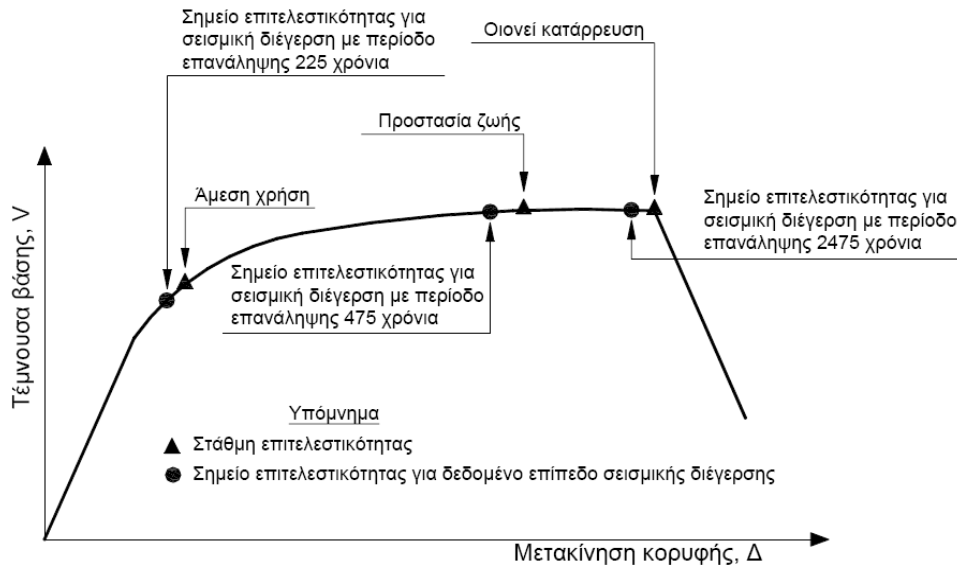 Σημείο επιτελεστικότητας για
σεισμική διέγερση με περίοδο
επανάληψης 225 χρόνια
Οιονεί κατάρρευση
Προστασία ζωής
Άμεση χρήση
Σημείο επιτελεστικότητας για
σεισμική διέγερση με περίοδο
επανάληψης 2475 χρόνια
Σημείο επιτελεστικότητας για
σεισμική διέγερση με περίοδο
επανάληψης 475 χρόνια
Τέμνουσα βάσης, V
Υπόμνημα
Στάθμη επιτελεστικότητας
Σημείο επιτελεστικότητας για δεδομένο επίπεδο σεισμικής διέγερσης
Μετακίνηση κορυφής, Δ